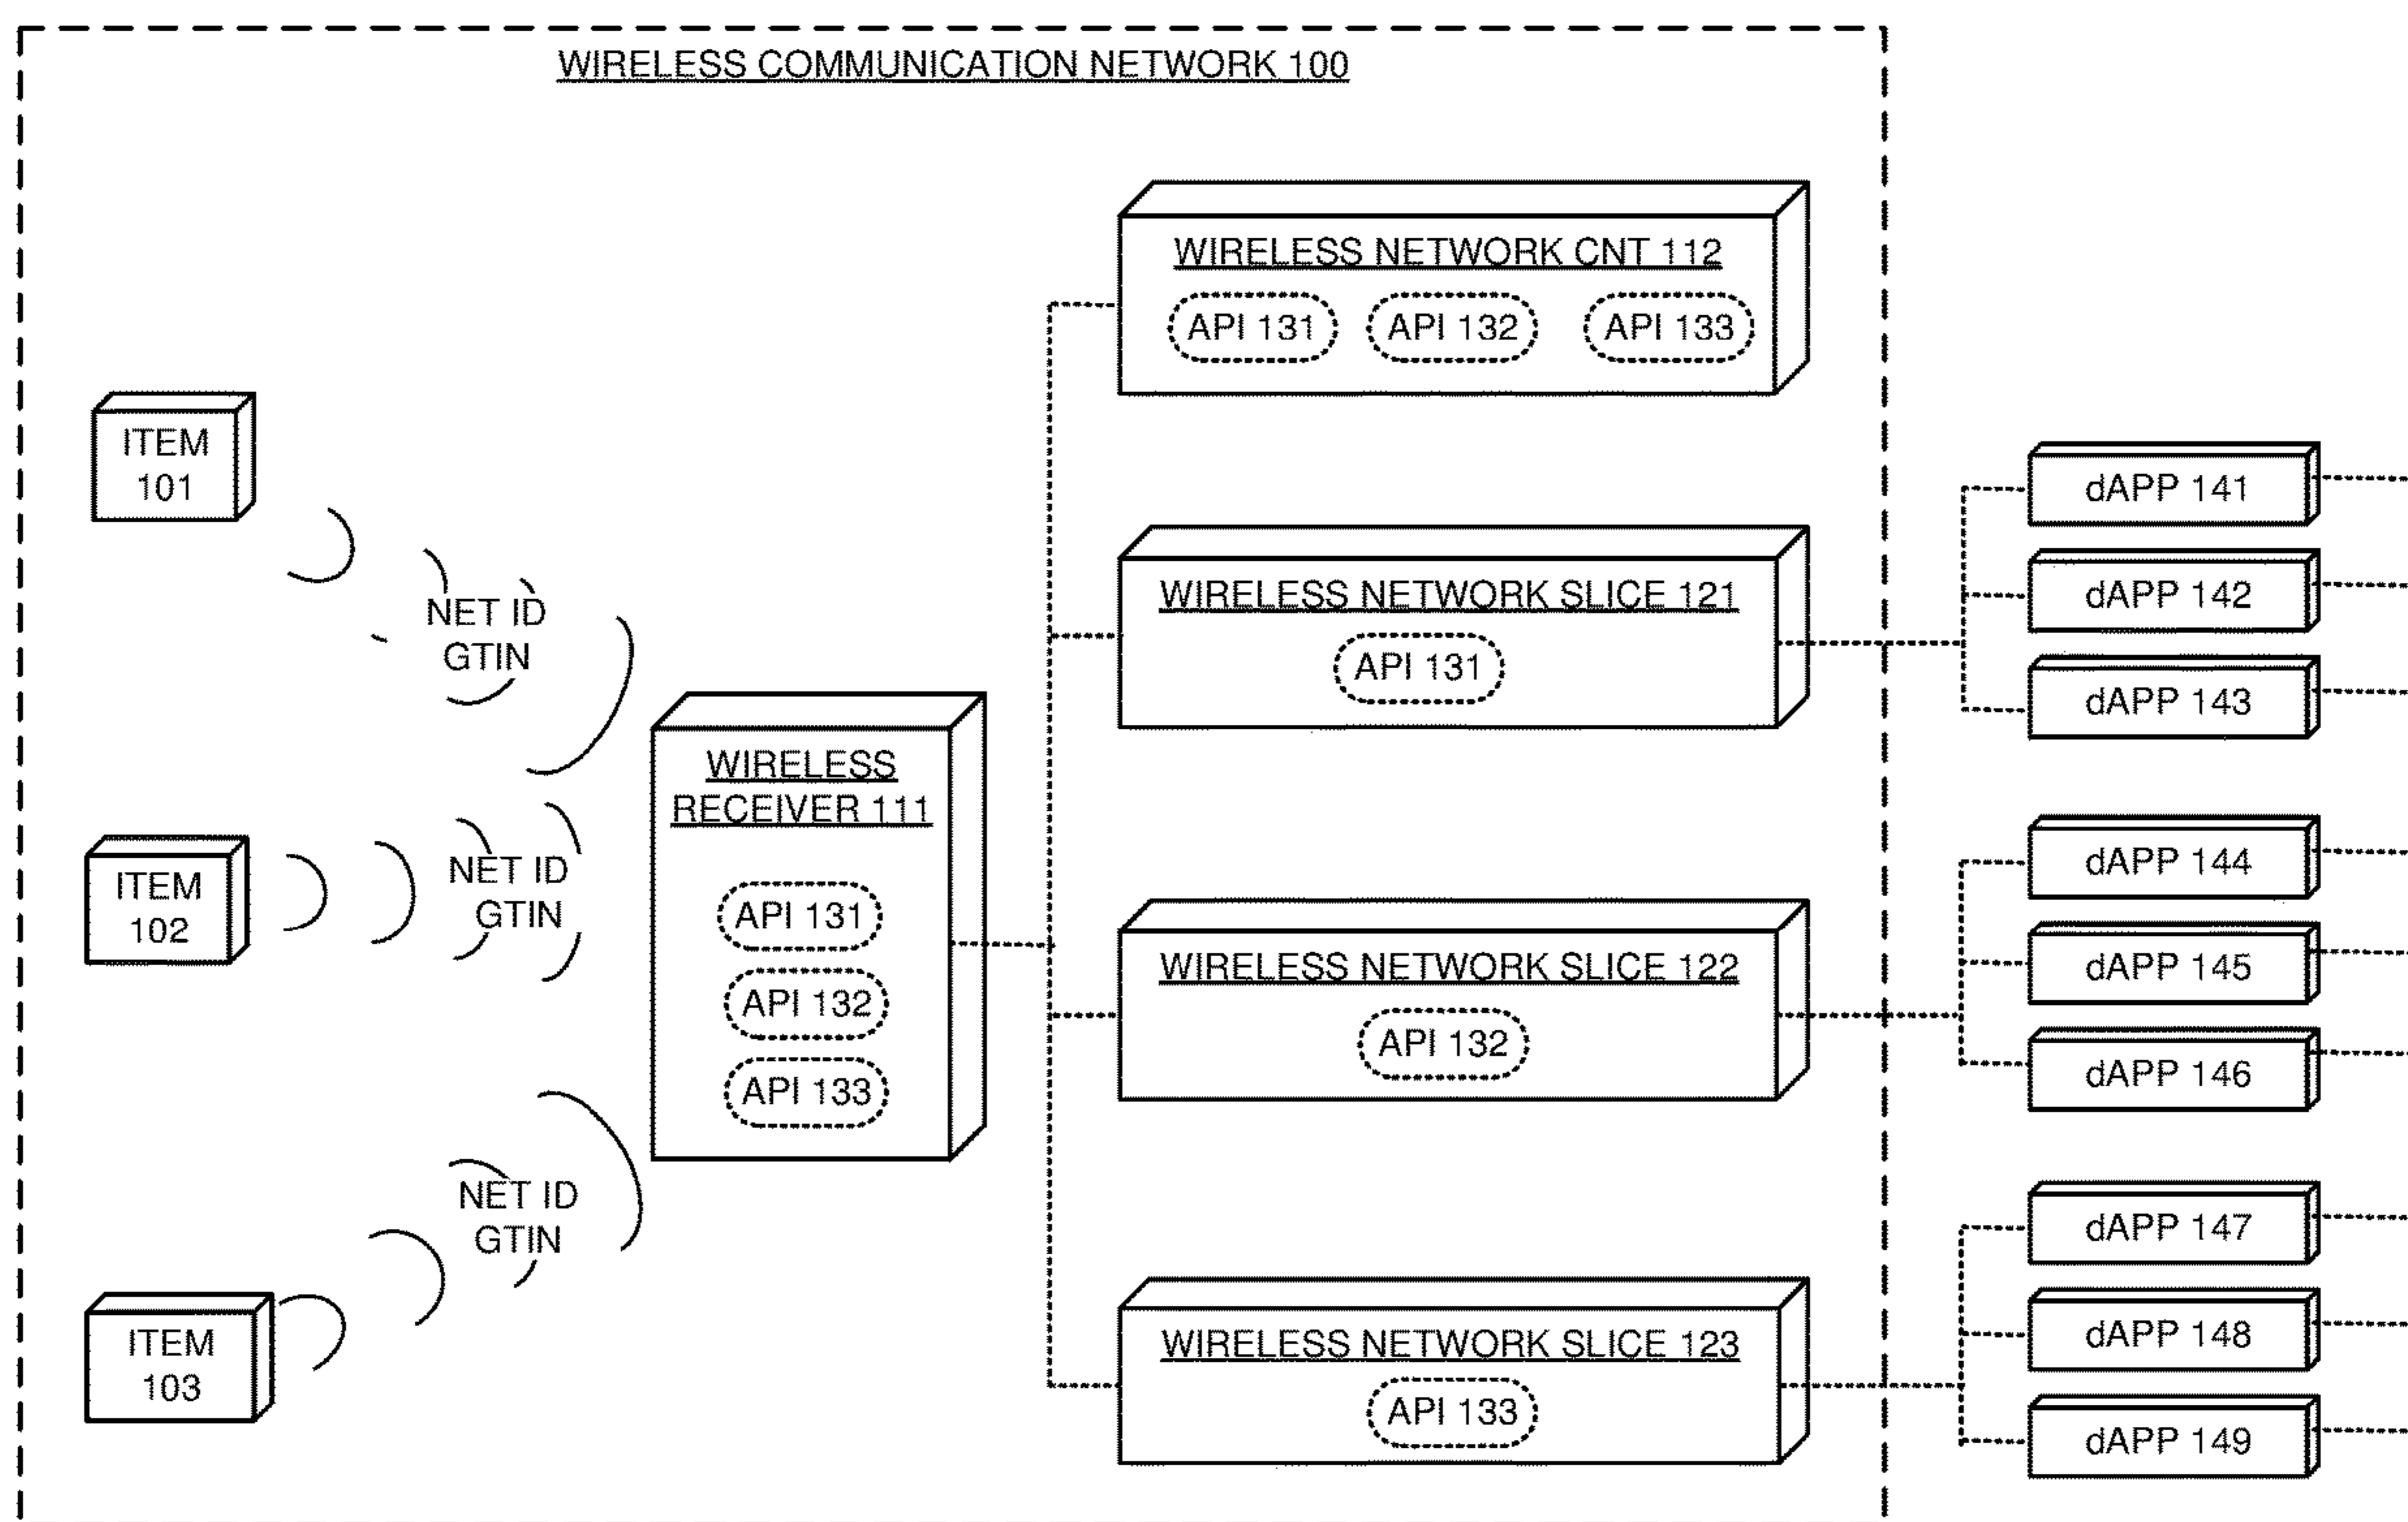 WIRELESS COMMUNICATION NETWORK 100
ITEM
101
NET ID
GTIN
ITEM
102
NET ID
GTIN
ITEM
103
NET ID
GTIN
WIRELESS
RECEIVER 111
API 131
API 132
API 133
WIRELESS NETWORK CNT 112
API 131 API 132 API 133
WIRELESS NETWORK SLICE 121
API 131
WIRELESS NETWORK SLICE 122
API 132
WIRELESS NETWORK SLICE 123
API 133
dAPP 141
dAPP 142
dAPP 143
dAPP 144
dAPP 145
dAPP 146
dAPP 147
dAPP 148
dAPP 149